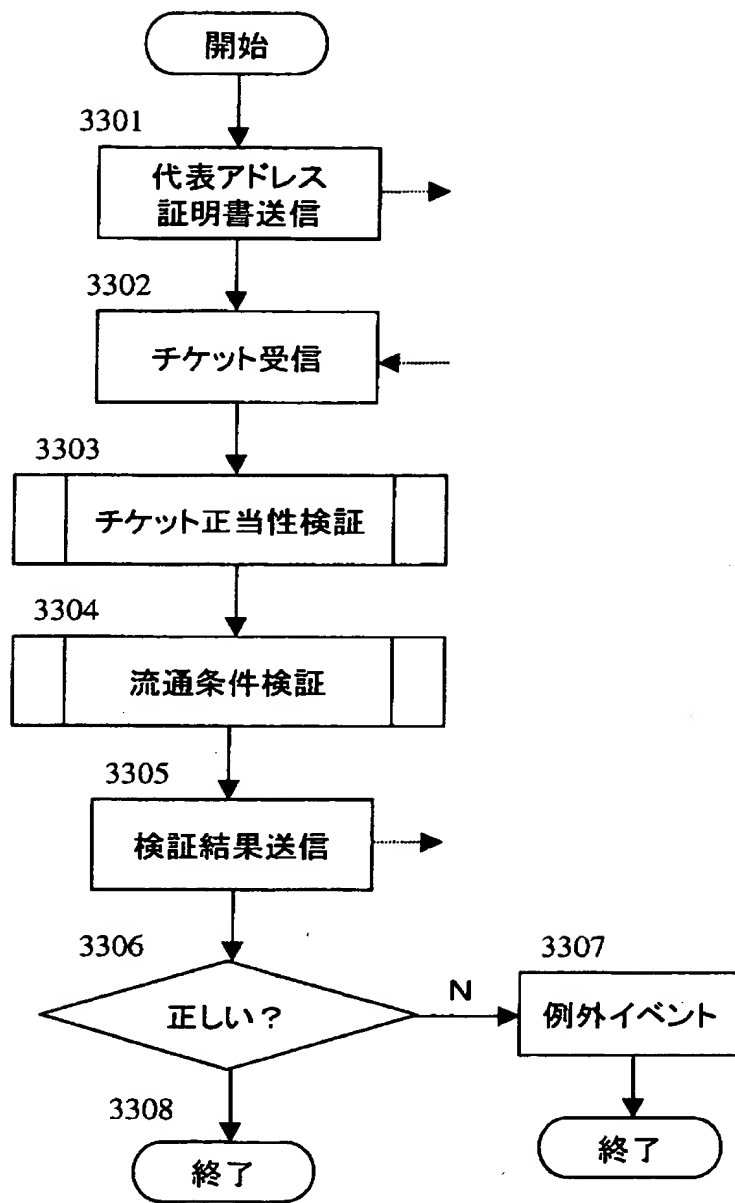 開始
3301
代表アドレス
証明書送信
3302
チケット受信
3303
チケット正当性検証
3304
流通条件検証
3305
検証結果送信
3306
正しい?
N
3307
例外イベント
3308
終了
終了